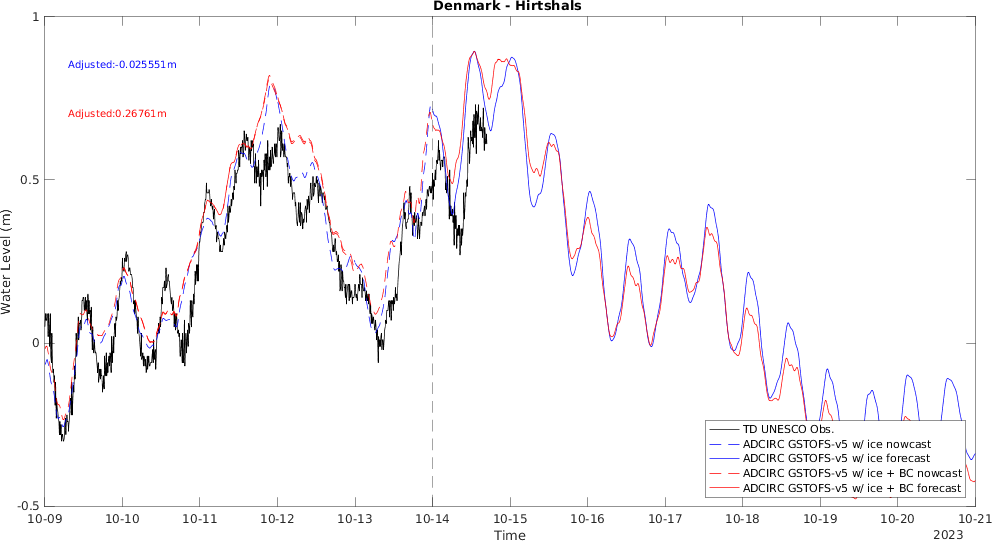 Denmark - Hirtshals
1
Adjusted:-0.025551m
Adjusted:0.26761m
0.5
Water Level (m)
0
TD UNESCO Obs.
ADCIRC GSTOFS-v5 w/ ice nowcast
ADCIRC GSTOFS-v5 w/ ice forecast
ADCIRC GSTOFS-v5 w/ ice + BC nowcast
ADCIRC GSTOFS-v5 w/ ice + BC forecast
-0.5
10-09 10-10 10-11 10-12 10-13 10-14 10-15 10-16 10-17 10-18 10-19 10-20 10-21
Time
2023